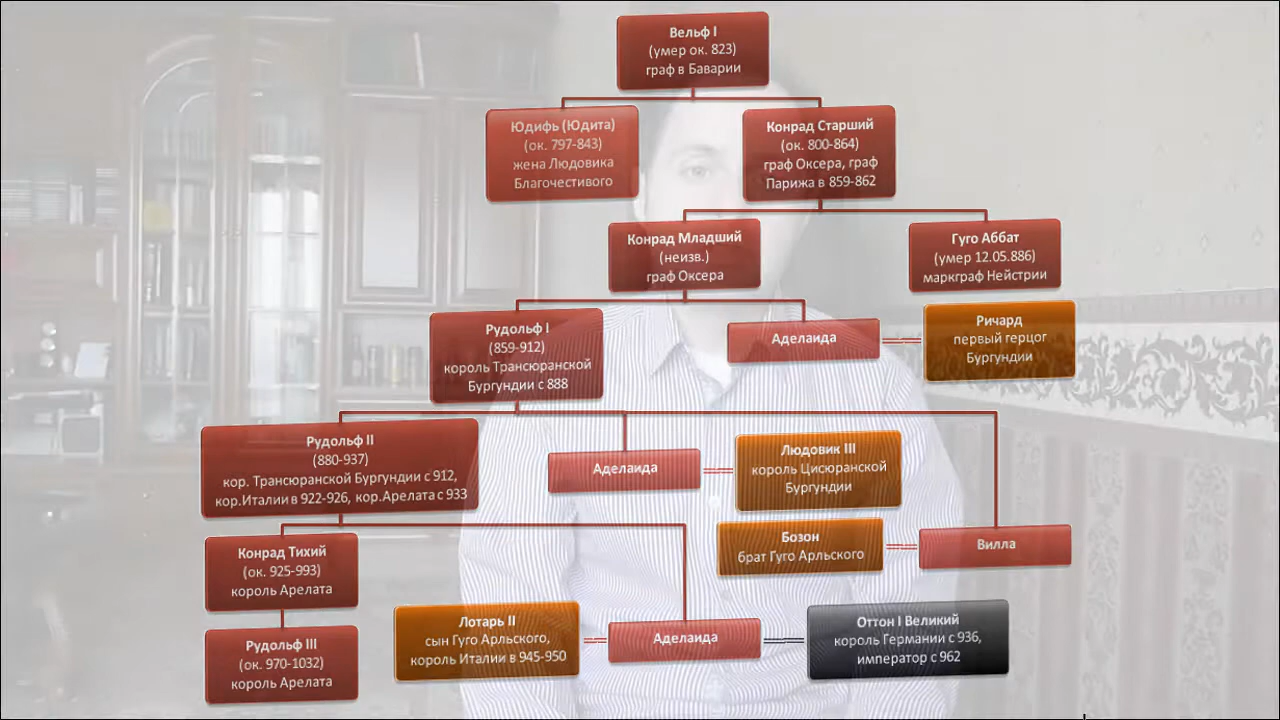 Вельф I
(умер ок. 823)
граф в Баварии
Юдифь (Юдита)
(ок. 797-843)
жена Людовика
Благочестивого
Конрад Старший
(ок. 800-864)
граф Оксера, граф
Парижа в 859-862
Конрад Младший
(неизв.)
граф Оксера
Гуго Аббат
(умер 12.05.886)
маркграф Нейстрии
Рудольф I
(859-912)
король Трансюранской
Бургундии с 888
Аделаида
Ричард
первый герцог
Бургундии
Рудольф II
(880-937)
кор. Трансюранской Бургундии с 912,
кор.Италии в 922-926, кор.Арелата с 933
Аделаида
Людовик III
король Цисюранской
Бургундии
Бозон
брат Гуго Арльского
Вилла
Конрад Тихий
(ок. 925-993)
король Арелата
Лотарь II
сын Гуго Арльского,
король Италии в 945-950
Аделаида
Оттон I Великий
король Германии с 936,
император с 962
Рудольф III
(ок. 970-1032)
король Арелата